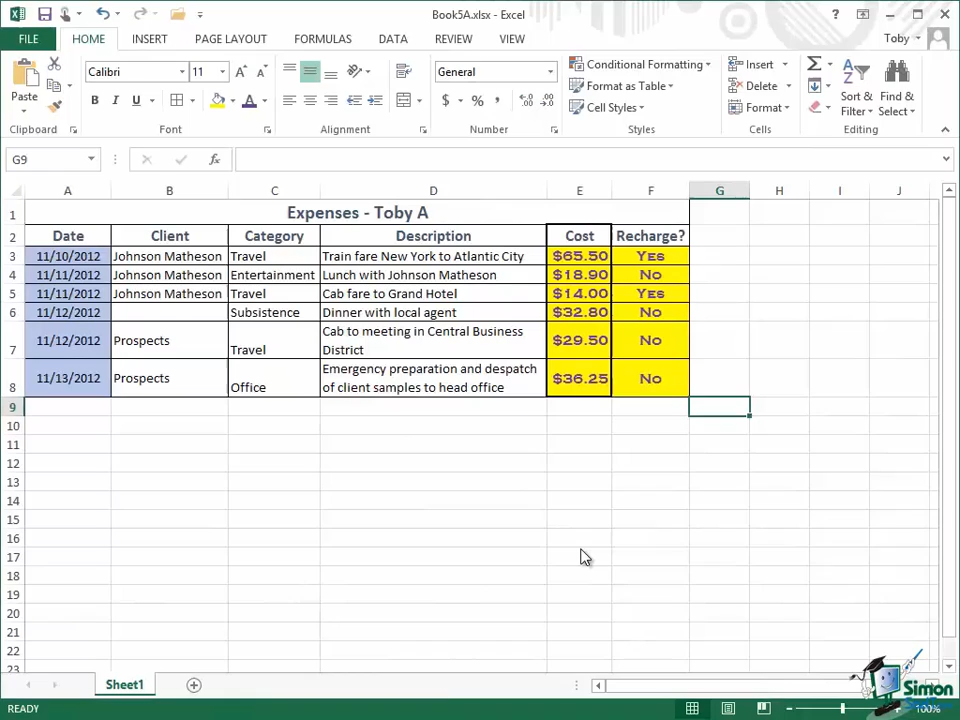 Book5A.xlsx - Excel
?
FILE HOME INSERT PAGE LAYOUT FORMULAS DATA REVIEW VIEW Toby
Paste
Calibri 11
B I U A
General
$ % ,
Conditional Formatting
Format as Table
Cell Styles
Insert
Delete
Format
Sort & Filter
Find & Select
Clipboard Font Alignment Number Styles Cells Editing
G9 fx
A B C D E F G H I J
1 Expenses - Toby A
2 Date Client Category Description Cost Recharge?
3 11/10/2012 Johnson Matheson Travel Train fare New York to Atlantic City $65.50 Yes
4 11/11/2012 Johnson Matheson Entertainment Lunch with Johnson Matheson $18.90 No
5 11/11/2012 Johnson Matheson Travel Cab fare to Grand Hotel $14.00 Yes
6 11/12/2012 Subsistence Dinner with local agent $32.80 No
7 11/12/2012 Prospects Travel Cab to meeting in Central Business
District $29.50 No
8 11/13/2012 Prospects Office Emergency preparation and despatch
of client samples to head office $36.25 No
9
10
11
12
13
14
15
16
17
18
19
20
21
22
23
Sheet1
Simon
READY 100%